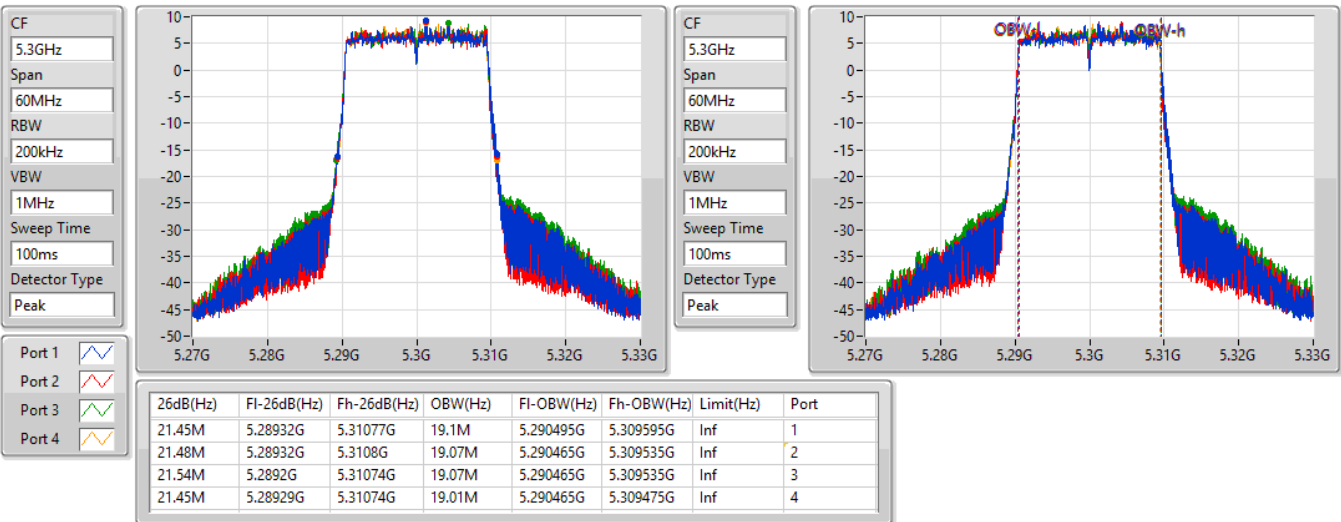 CF
5.3GHz
Span
60MHz
RBW
200kHz
VBW
1MHz
Sweep Time
100ms
Detector Type
Peak
10
5
0
-5
-10
-15
-20
-25
-30
-35
-40
-45
-50
5.27G 5.28G 5.29G 5.3G 5.31G 5.32G 5.33G
CF
5.3GHz
Span
60MHz
RBW
200kHz
VBW
1MHz
Sweep Time
100ms
Detector Type
Peak
10
5
0
-5
-10
-15
-20
-25
-30
-35
-40
-45
-50
OBW-h
5.27G 5.28G 5.29G 5.3G 5.31G 5.32G 5.33G
Port 1
Port 2
Port 3
Port 4
26dB(Hz) Fl-26dB(Hz) Fh-26dB(Hz) OBW(Hz) Fl-OBW(Hz) Fh-OBW(Hz) Limit(Hz) Port
21.45M 5.28932G 5.31077G 19.1M 5.290495G 5.309595G Inf 1
21.48M 5.28932G 5.3108G 19.07M 5.290465G 5.309535G Inf 2
21.54M 5.2892G 5.31074G 19.07M 5.290465G 5.309535G Inf 3
21.45M 5.28929G 5.31074G 19.01M 5.290465G 5.309475G Inf 4